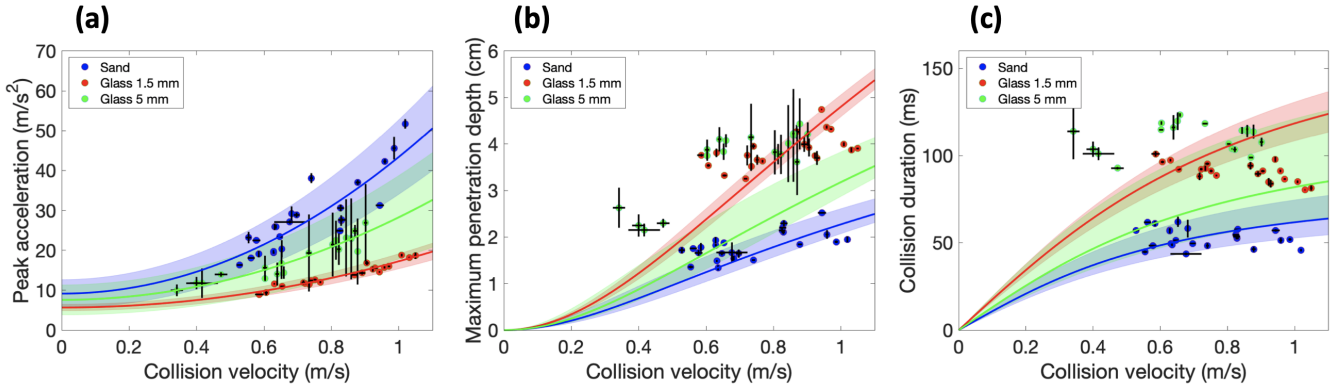 (a)
Peak acceleration (m/s²)
70
60
50
40
30
20
10
0
Sand
Glass 1.5 mm
Glass 5 mm
0 0.2 0.4 0.6 0.8 1
Collision velocity (m/s)
(b)
Maximum penetration depth (cm)
6
5
4
3
2
1
0
Sand
Glass 1.5 mm
Glass 5 mm
0 0.2 0.4 0.6 0.8 1
Collision velocity (m/s)
(c)
Collision duration (ms)
150
100
50
0
Sand
Glass 1.5 mm
Glass 5 mm
0 0.2 0.4 0.6 0.8 1
Collision velocity (m/s)